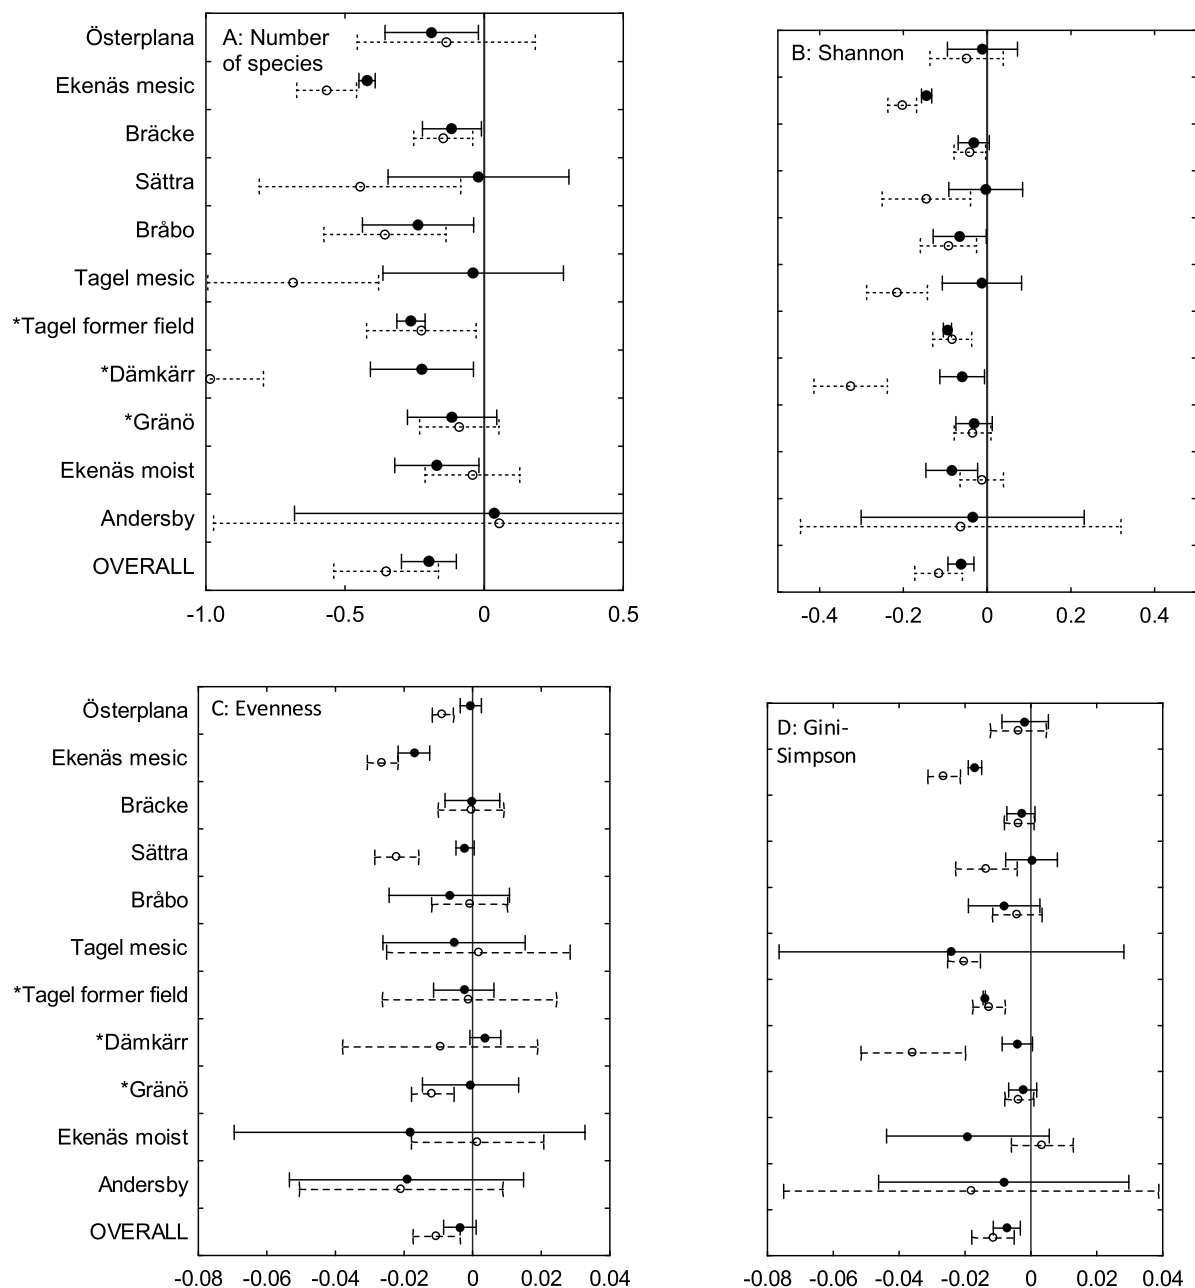 A: Number
of species
Österplana
Ekenäs mesic
Bräcke
Sättra
Bråbo
Tagel mesic
*Tagel former field
*Dämkärr
*Gränö
Ekenäs moist
Andersby
OVERALL
-1.0 -0.5 0 0.5
B: Shannon
-0.4 -0.2 0 0.2 0.4
C: Evenness
Österplana
Ekenäs mesic
Bräcke
Sättra
Bråbo
Tagel mesic
*Tagel former field
*Dämkärr
*Gränö
Ekenäs moist
Andersby
OVERALL
-0.08 -0.06 -0.04 -0.02 0 0.02 0.04
D: Gini-
Simpson
-0.08 -0.06 -0.04 -0.02 0 0.02 0.04